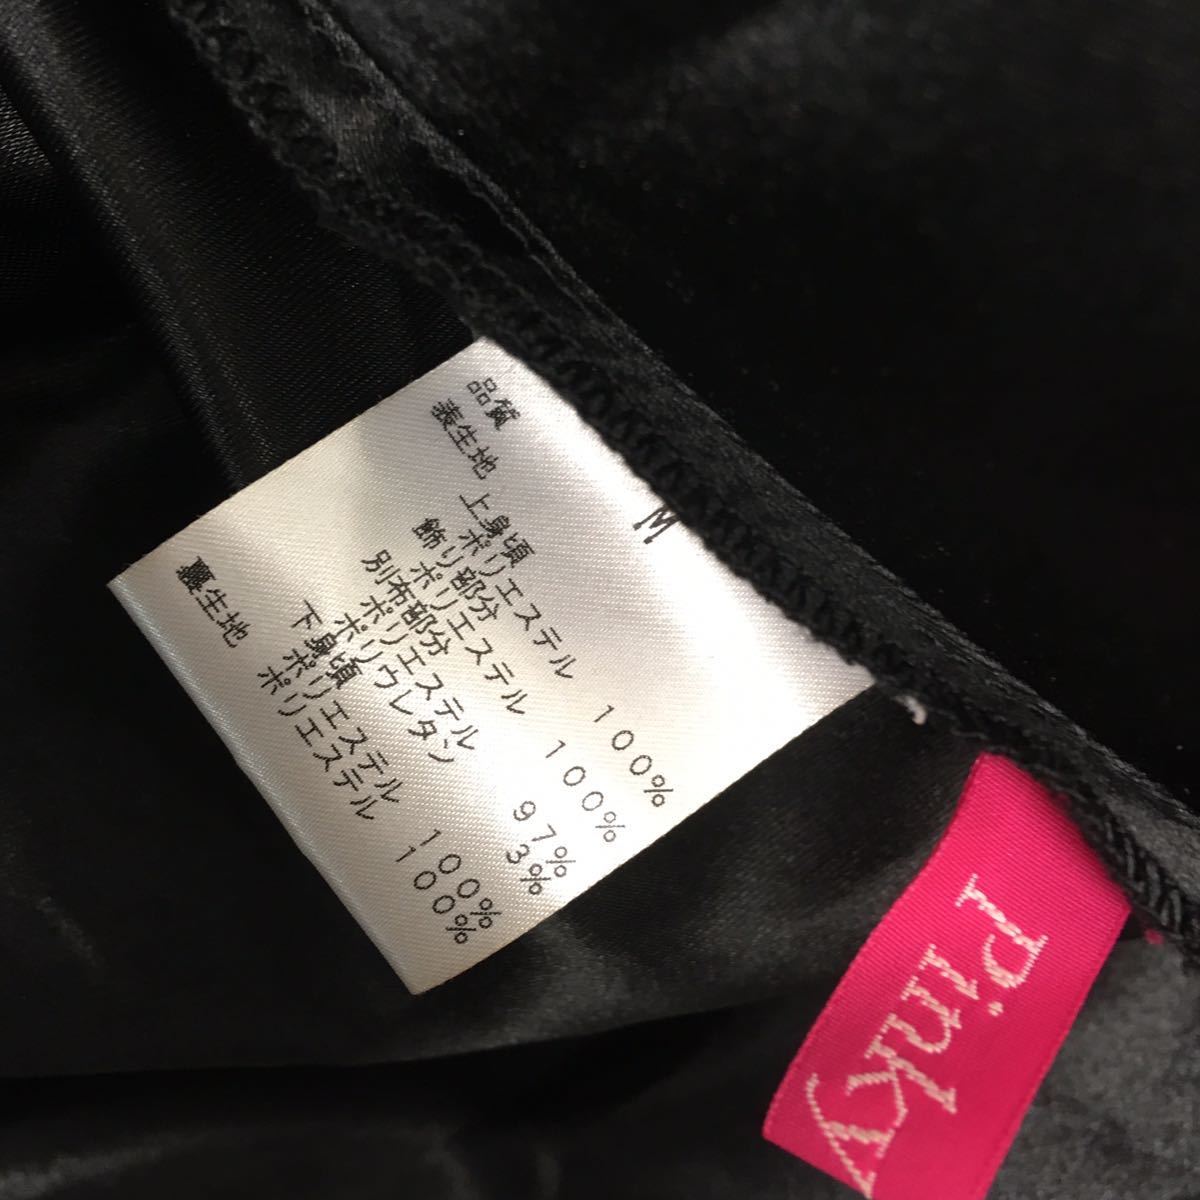 M
品質
表生地
上身頃
ポリエステル 100%
飾り部分
ポリエステル 100%
別布部分
ポリエステル 97%
ポリウレタン 3%
下身頃
ポリエステル 100%
裏生地 ポリエステル 100%
Pinky